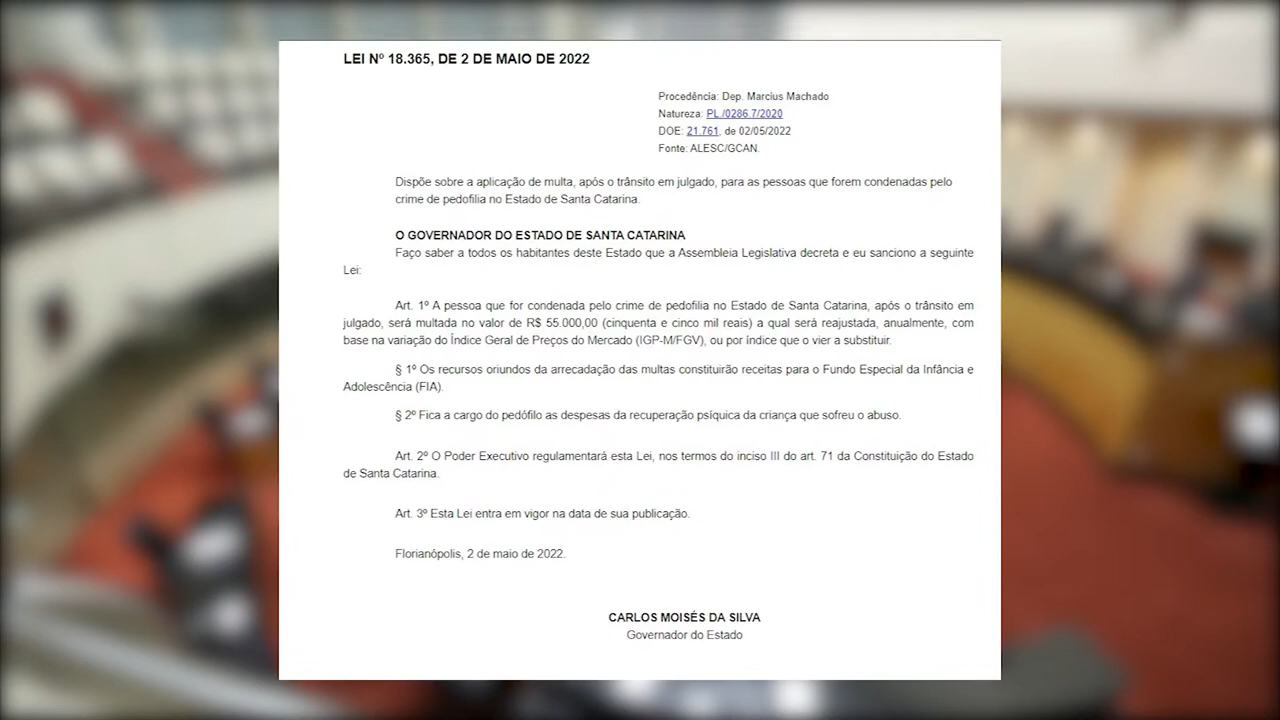 LEI Nº 18.365, DE 2 DE MAIO DE 2022
Procedência: Dep. Marcius Machado
Natureza: PL./0286.7/2020
DOE: 21.761, de 02/05/2022
Fonte: ALESC/GCAN.
Dispõe sobre a aplicação de multa, após o trânsito em julgado, para as pessoas que forem condenadas pelo
crime de pedofilia no Estado de Santa Catarina.
O GOVERNADOR DO ESTADO DE SANTA CATARINA
Faço saber a todos os habitantes deste Estado que a Assembleia Legislativa decreta e eu sanciono a seguinte
Lei:
Art. 1º A pessoa que for condenada pelo crime de pedofilia no Estado de Santa Catarina, após o trânsito em
julgado, será multada no valor de R$ 55.000,00 (cinquenta e cinco mil reais) a qual será reajustada, anualmente, com
base na variação do Índice Geral de Preços do Mercado (IGP-M/FGV), ou por índice que o vier a substituir.
§ 1º Os recursos oriundos da arrecadação das multas constituirão receitas para o Fundo Especial da Infância e
Adolescência (FIA).
§ 2º Fica a cargo do pedófilo as despesas da recuperação psíquica da criança que sofreu o abuso.
Art. 2º O Poder Executivo regulamentará esta Lei, nos termos do inciso III do art. 71 da Constituição do Estado
de Santa Catarina.
Art. 3º Esta Lei entra em vigor na data de sua publicação.
Florianópolis, 2 de maio de 2022.
CARLOS MOISÉS DA SILVA
Governador do Estado